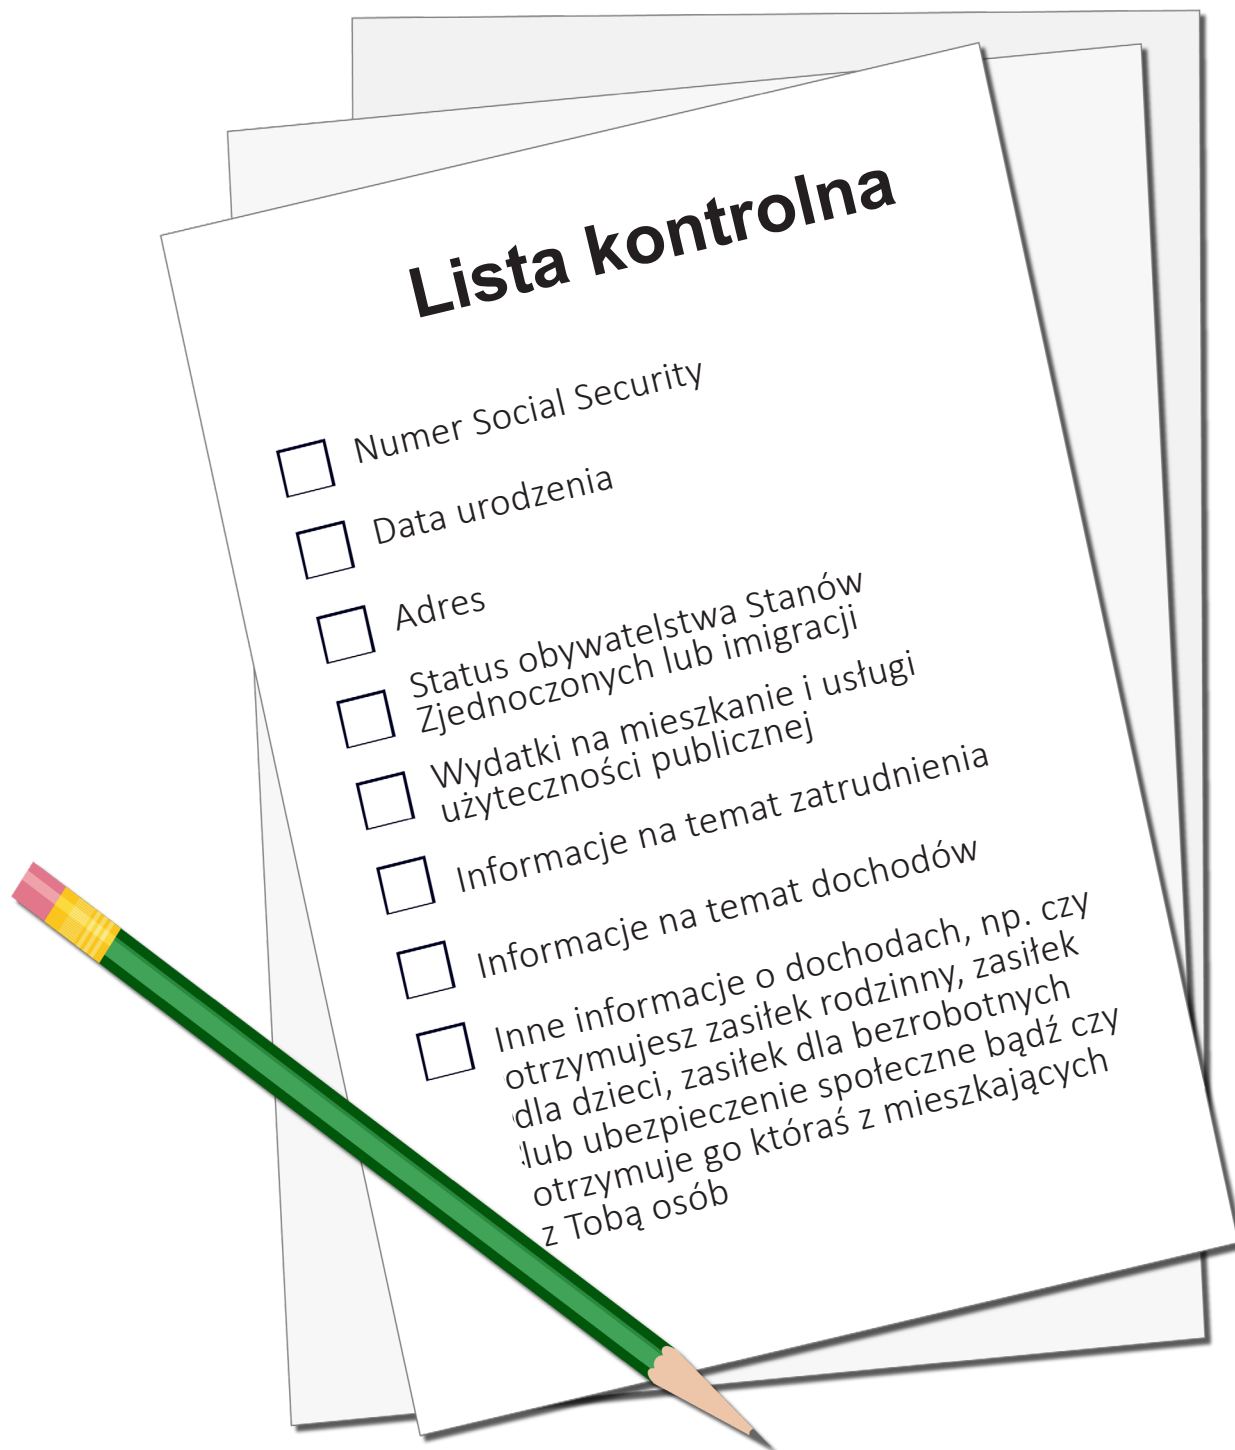 Lista kontrolna
Numer Social Security
Data urodzenia
Adres
Status obywatelstwa Stanów
Zjednoczonych lub imigracji
Wydatki na mieszkanie i usługi
użyteczności publicznej
Informacje na temat zatrudnienia
Informacje na temat dochodów
Inne informacje o dochodach, np. czy
otrzymujesz zasiłek rodzinny, zasiłek
dla dzieci, zasiłek dla bezrobotnych
lub ubezpieczenie społeczne bądź czy
otrzymuje go któraś z mieszkających
z Tobą osób